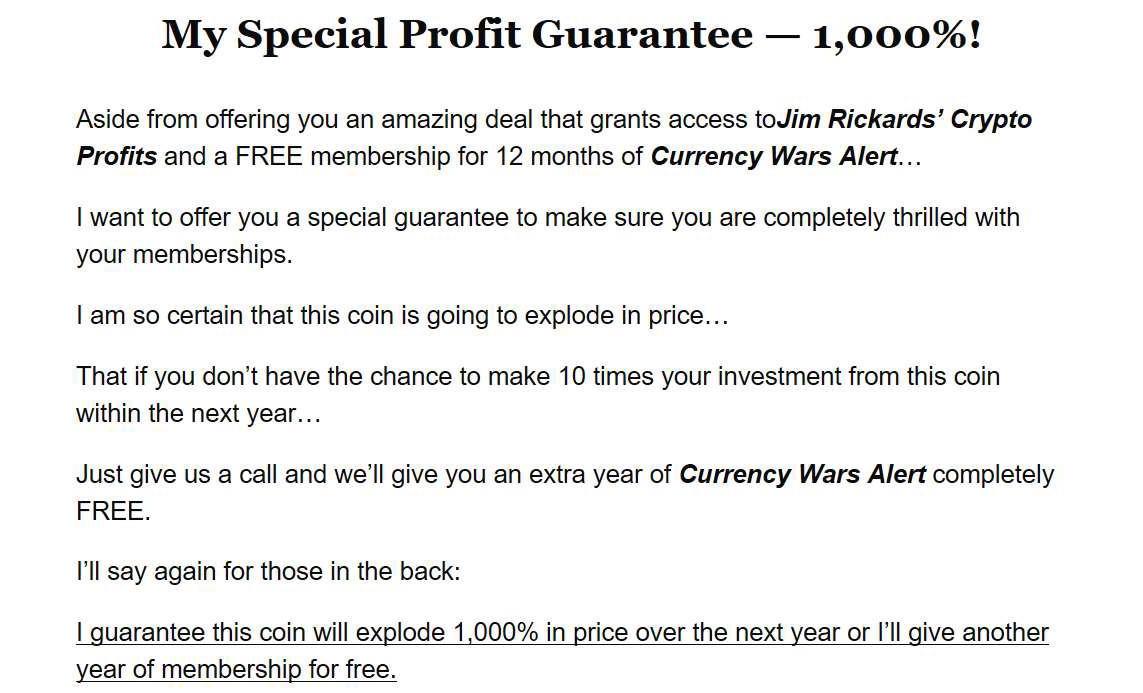 My Special Profit Guarantee — 1,000%!
Aside from offering you an amazing deal that grants access toJim Rickards’ Crypto
Profits and a FREE membership for 12 months of Currency Wars Alert…
I want to offer you a special guarantee to make sure you are completely thrilled with
your memberships.
I am so certain that this coin is going to explode in price…
That if you don’t have the chance to make 10 times your investment from this coin
within the next year…
Just give us a call and we’ll give you an extra year of Currency Wars Alert completely
FREE.
I’ll say again for those in the back:
I guarantee this coin will explode 1,000% in price over the next year or I’ll give another
year of membership for free.